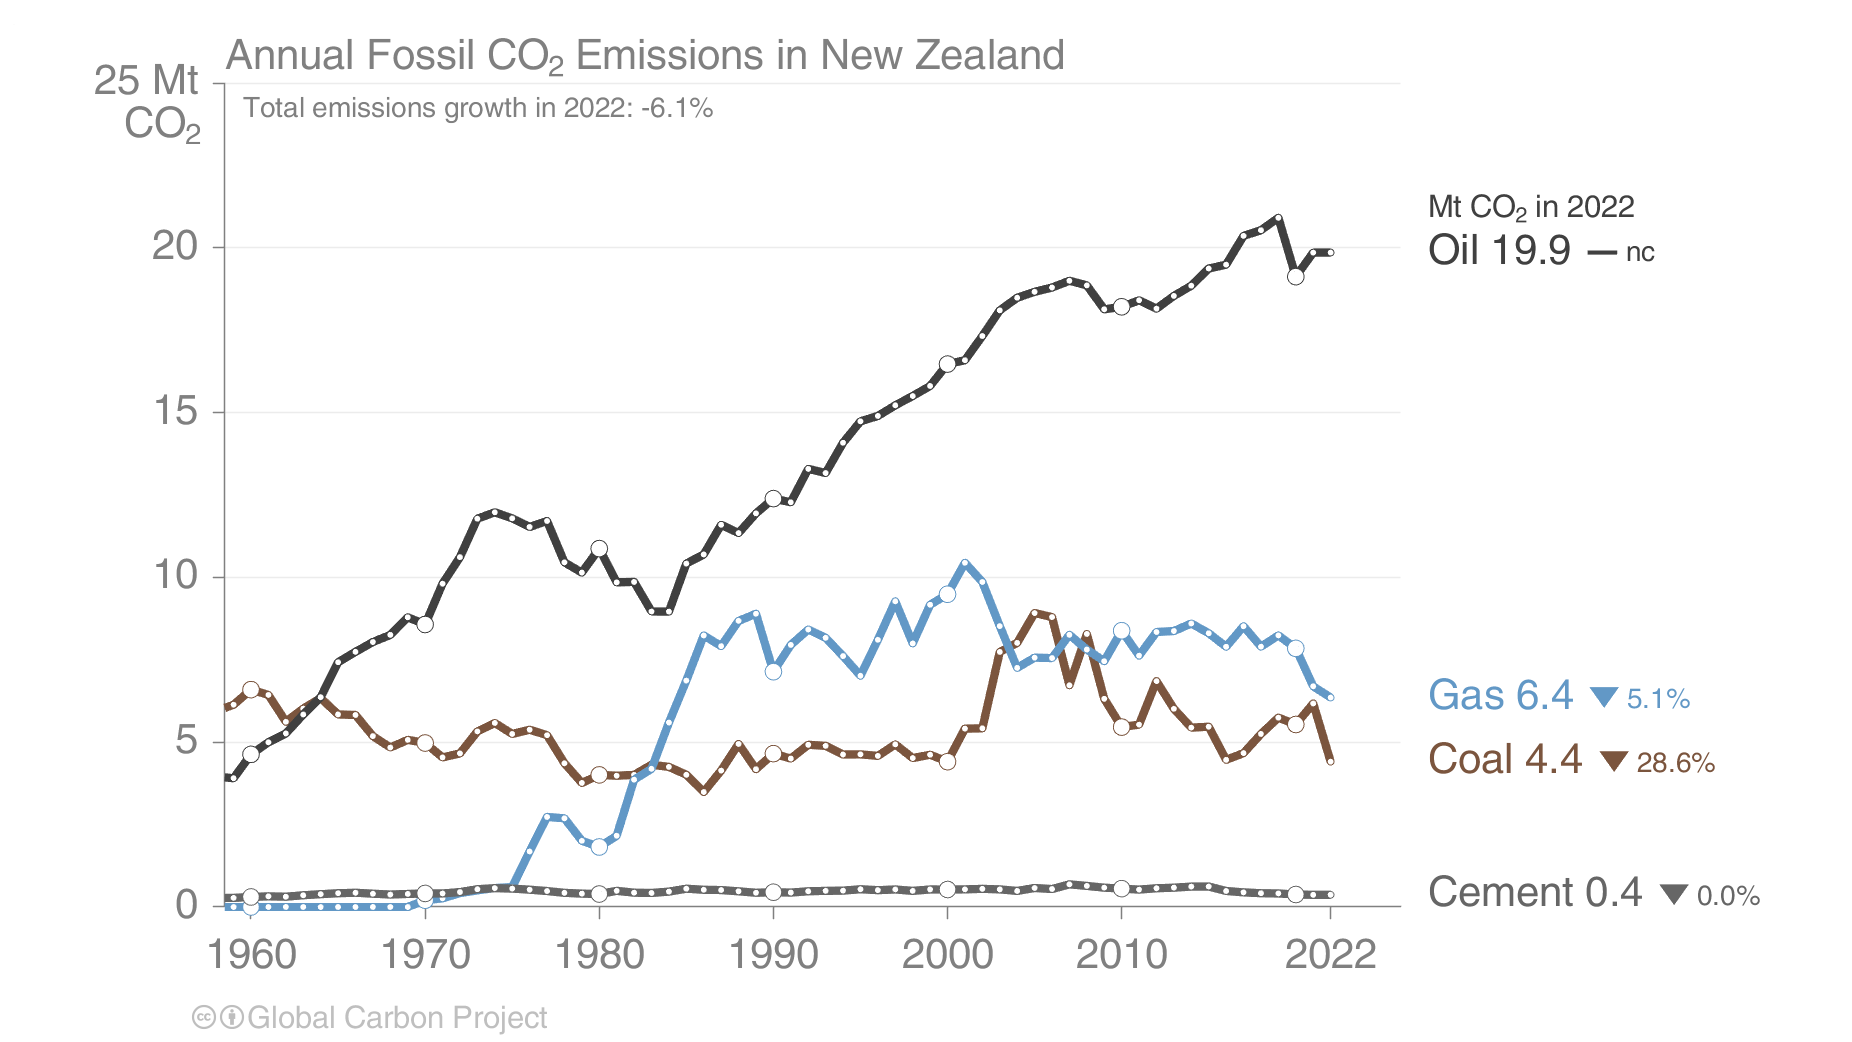 Annual Fossil CO₂ Emissions in New Zealand
25 Mt
CO₂
Total emissions growth in 2022: -6.1%
20
15
10
5
0
1960 1970 1980 1990 2000 2010 2022
Mt CO₂ in 2022
Oil 19.9 — nc
Gas 6.4 ▼ 5.1%
Coal 4.4 ▼ 28.6%
Cement 0.4 ▼ 0.0%
cc Global Carbon Project